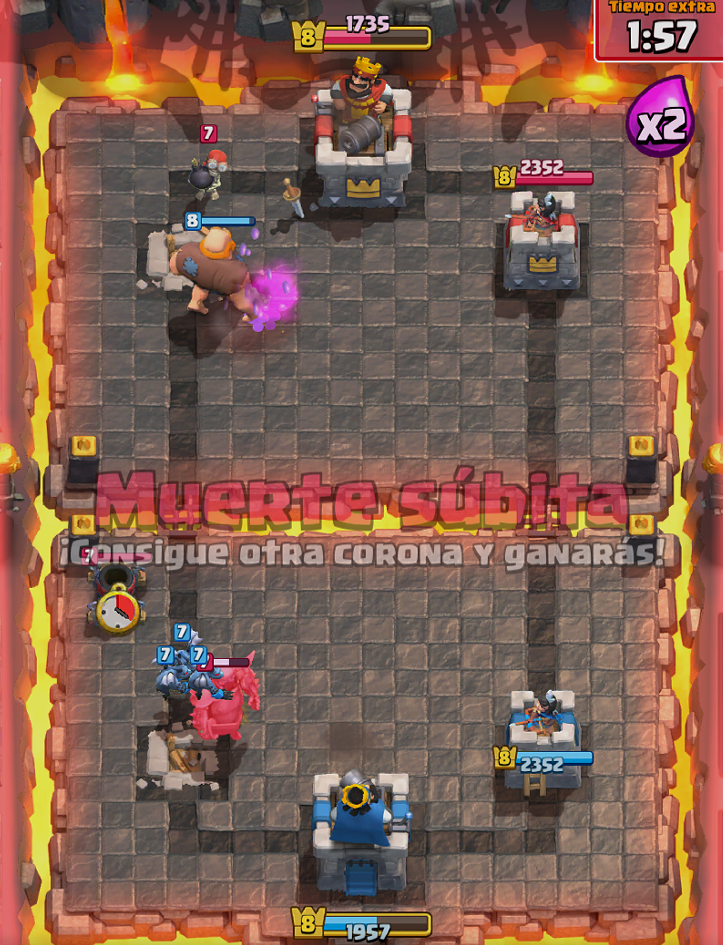 Tiempo extra
1:57
8 1735
x2
7
8 2352
8
Muerte súbita
¡Consigue otra corona y ganarás!
7
7
7 7
8 2352
8 1957